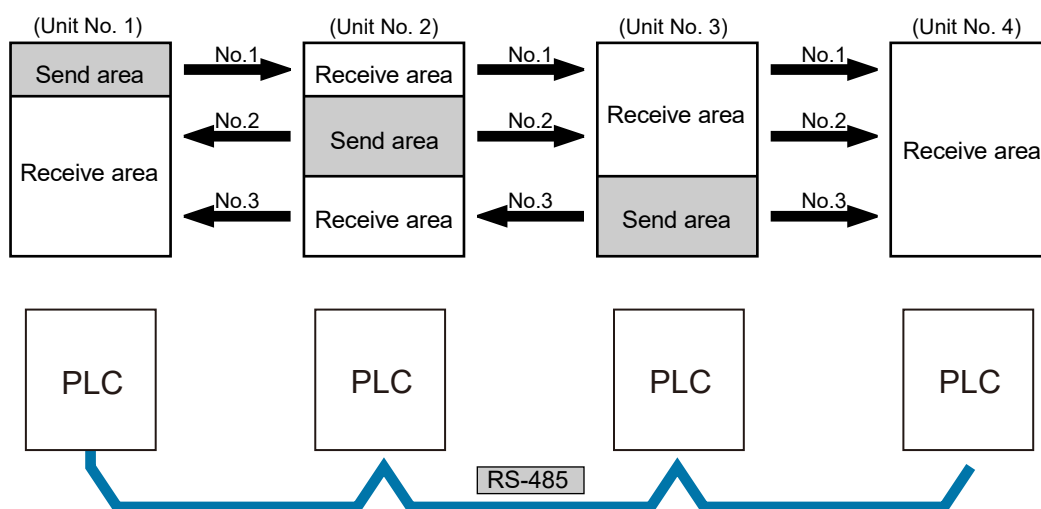 (Unit No. 1) (Unit No. 2) (Unit No. 3) (Unit No. 4)
Send area No.1 Receive area No.1 No.1
Receive area
No.2 Send area No.2 No.2
Receive area Receive area
No.3 Receive area No.3 Send area No.3
PLC PLC PLC PLC
RS-485